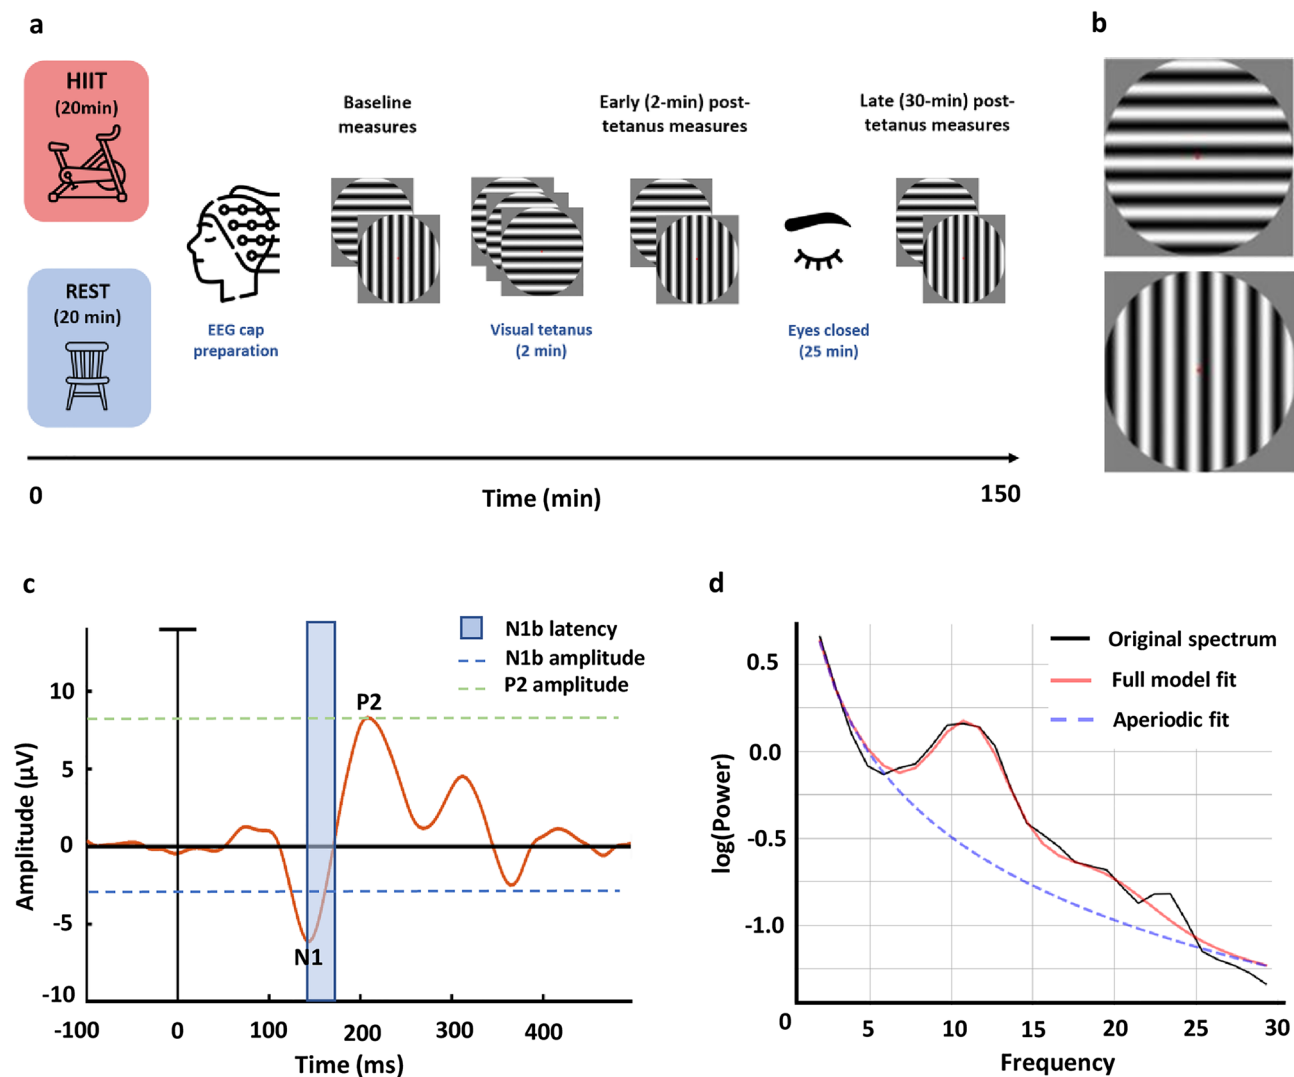 a
HIIT
(20min)
REST
(20 min)
EEG cap
preparation
Baseline
measures
Visual tetanus
(2 min)
Early (2-min) post-
tetanus measures
Eyes closed
(25 min)
Late (30-min) post-
tetanus measures
0
Time (min)
150
b
c
N1b latency
N1b amplitude
P2 amplitude
P2
N1
10
5
0
-5
-10
Amplitude (µV)
-100
0
100
200
300
400
Time (ms)
d
Original spectrum
Full model fit
Aperiodic fit
0.5
0.0
-0.5
-1.0
log(Power)
0
5
10
15
20
25
30
Frequency